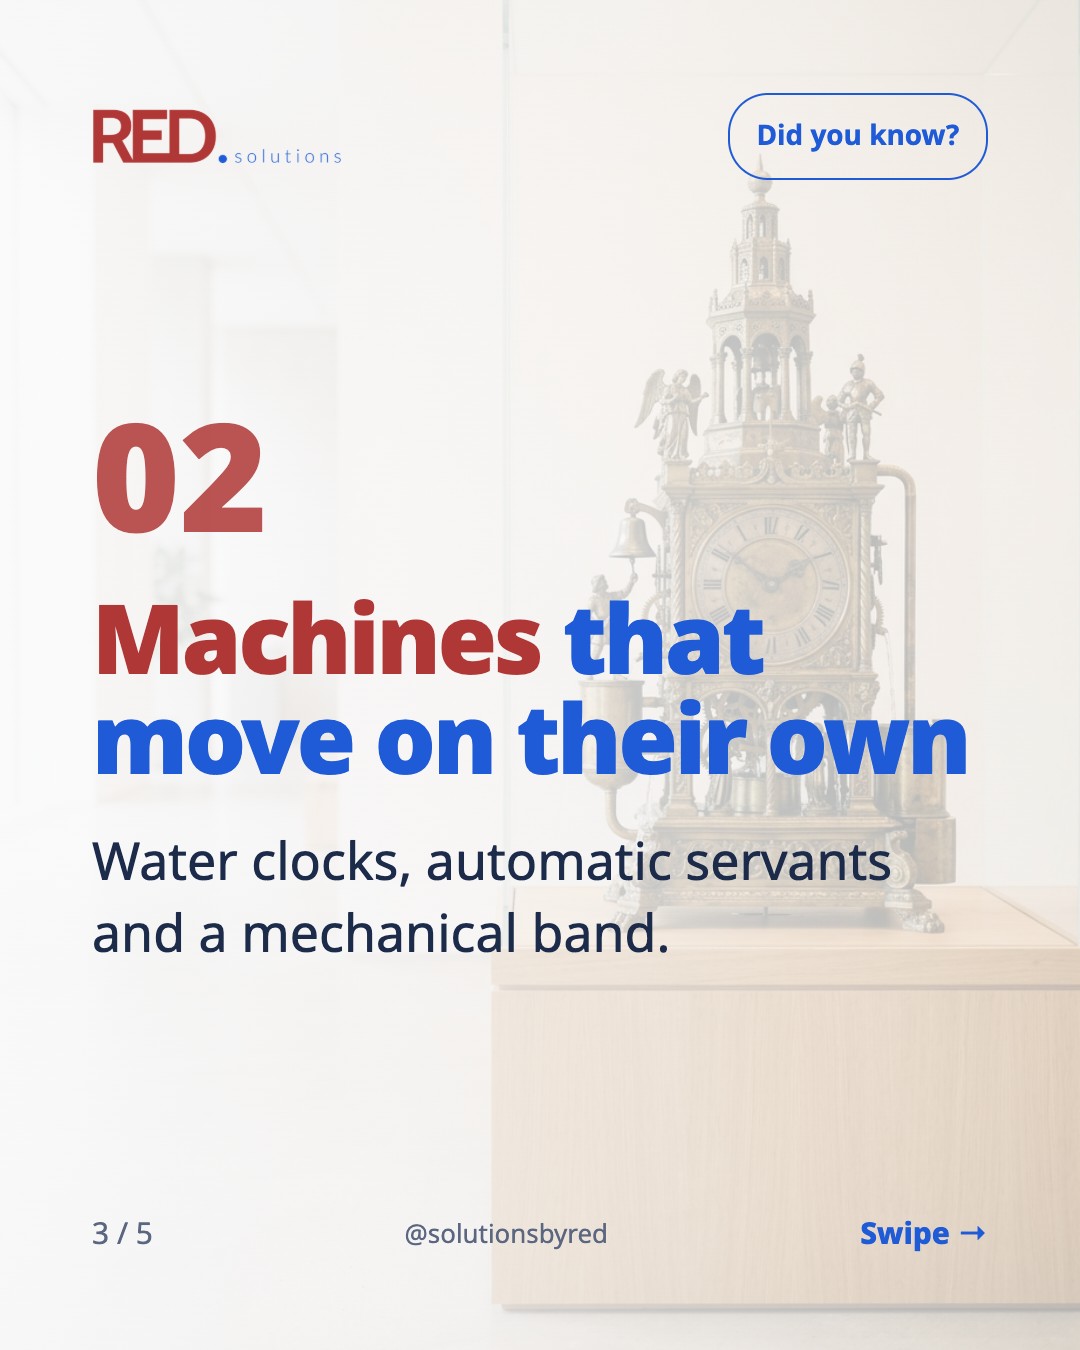 RED.solutions
Did you know?
02
Machines that
move on their own
Water clocks, automatic servants
and a mechanical band.
3 / 5
@solutionsbyred
Swipe →